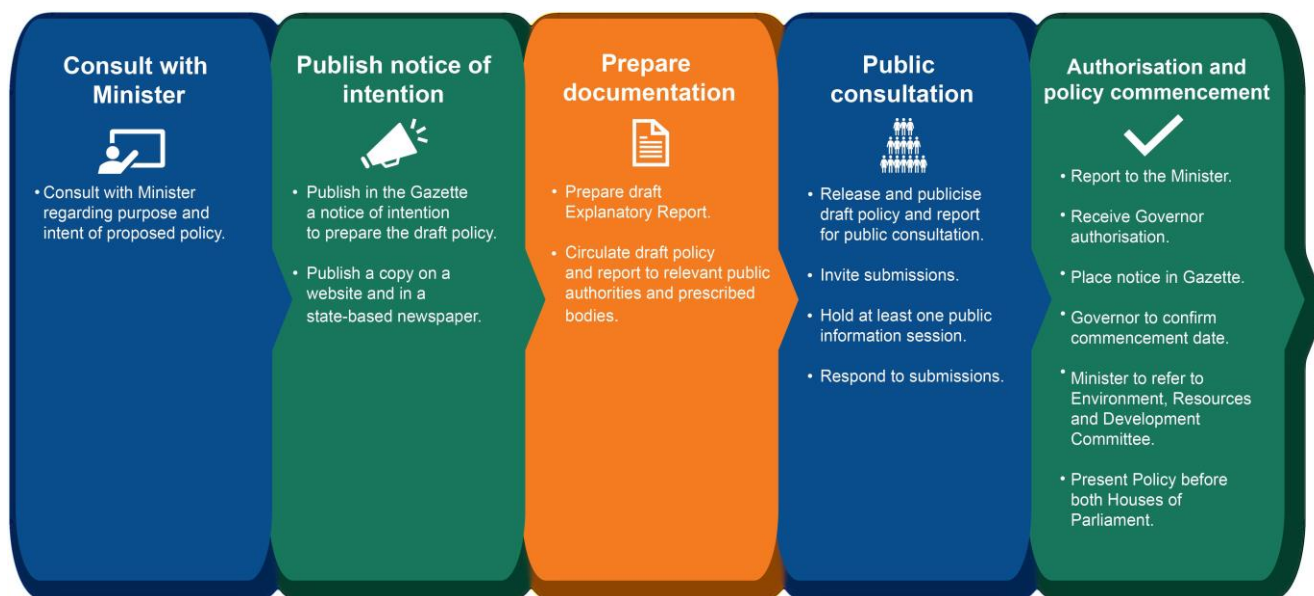 Consult with
Minister
• Consult with Minister
regarding purpose and
intent of proposed policy.
Publish notice of
intention
• Publish in the Gazette
a notice of intention
to prepare the draft policy.
• Publish a copy on a
website and in a
state-based newspaper.
Prepare
documentation
• Prepare draft
Explanatory Report.
• Circulate draft policy
and report to relevant public
authorities and prescribed
bodies.
Public
consultation
• Release and publicise
draft policy and report
for public consultation.
• Invite submissions.
• Hold at least one public
information session.
• Respond to submissions.
Authorisation and
policy commencement
• Report to the Minister.
• Receive Governor
authorisation.
• Place notice in Gazette.
• Governor to confirm
commencement date.
• Minister to refer to
Environment, Resources
and Development
Committee.
• Present Policy before
both Houses of
Parliament.